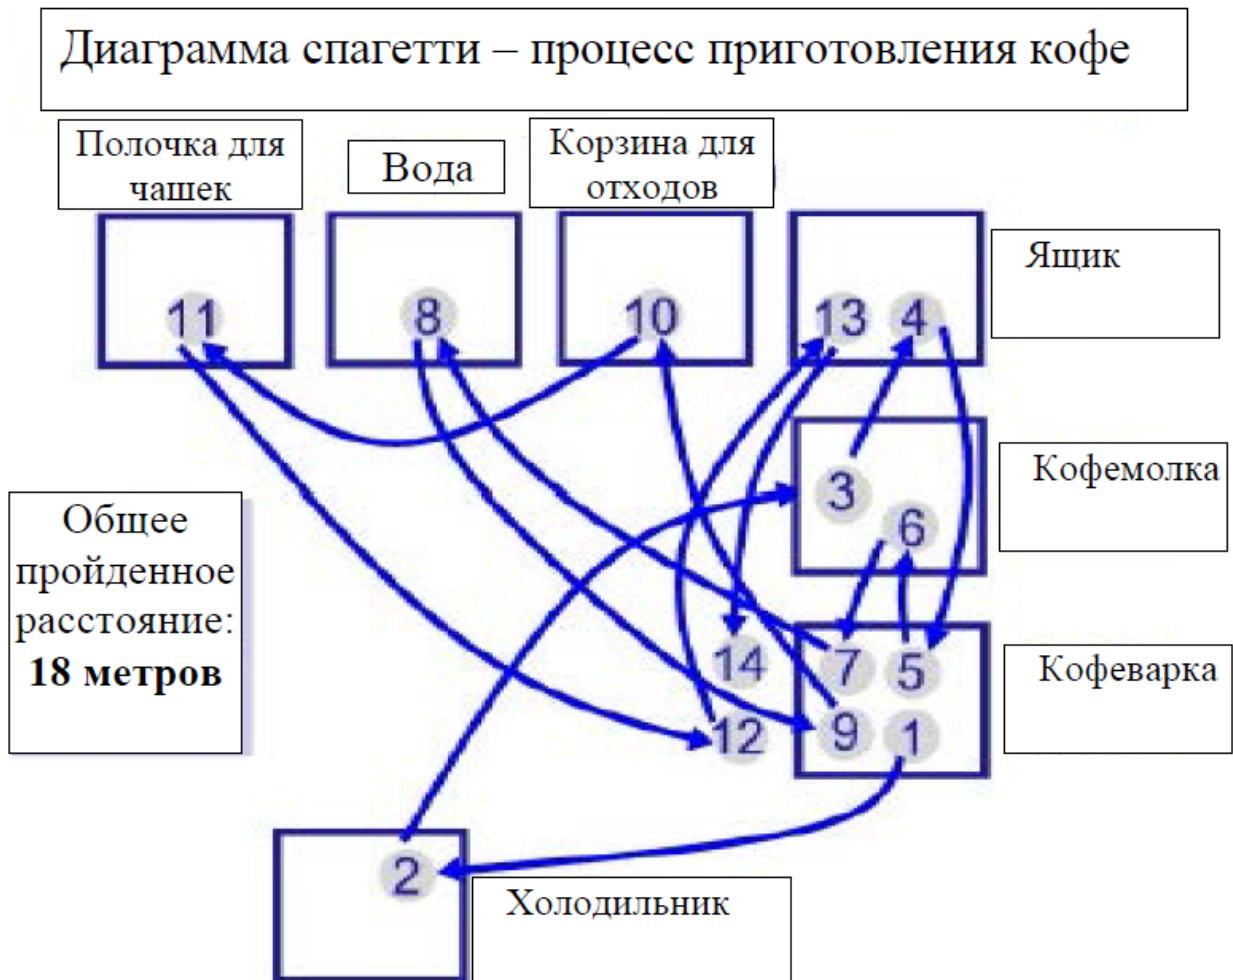 Диаграмма спагетти – процесс приготовления кофе
Полочка для
чашек
Вода
Корзина для
отходов
Ящик
11
8
10
13
4
Кофемолка
3
6
Общее
пройденное
расстояние:
18 метров
Кофеварка
14
7
5
12
9
1
2
Холодильник